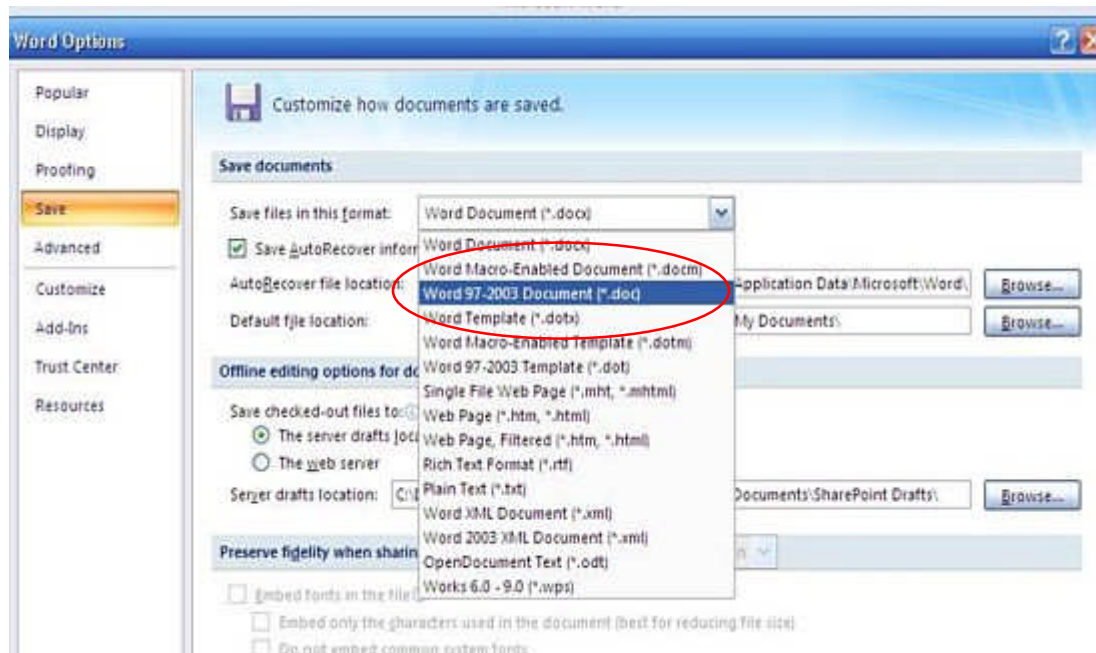 Word Options
Popular
Display
Proofing
Save
Advanced
Customize
Add-Ins
Trust Center
Resources
Customize how documents are saved.
Save documents
Save files in this format: Word Document (*.docx)
Save AutoRecover inform
AutoRecover file location: Application Data\Microsoft\Word\ Browse...
Default file location: My Documents\ Browse...
Word Document (*.docx)
Word Macro-Enabled Document (*.docm)
Word 97-2003 Document (*.doc)
Word Template (*.dotx)
Word Macro-Enabled Template (*.dotm)
Word 97-2003 Template (*.dot)
Single File Web Page (*.mht, *.mhtml)
Web Page (*.htm, *.html)
Web Page, Filtered (*.htm, *.html)
Rich Text Format (*.rtf)
Plain Text (*.txt)
Word XML Document (*.xml)
Word 2003 XML Document (*.xml)
OpenDocument Text (*.odt)
Works 6.0 - 9.0 (*.wps)
Offline editing options for do
Save checked-out files to:
The server drafts loca
The web server
Server drafts location: C:\ Documents\SharePoint Drafts\ Browse...
Preserve fidelity when sharin
Embed fonts in the file
Embed only the characters used in the document (best for reducing file size)
Do not embed common system fonts